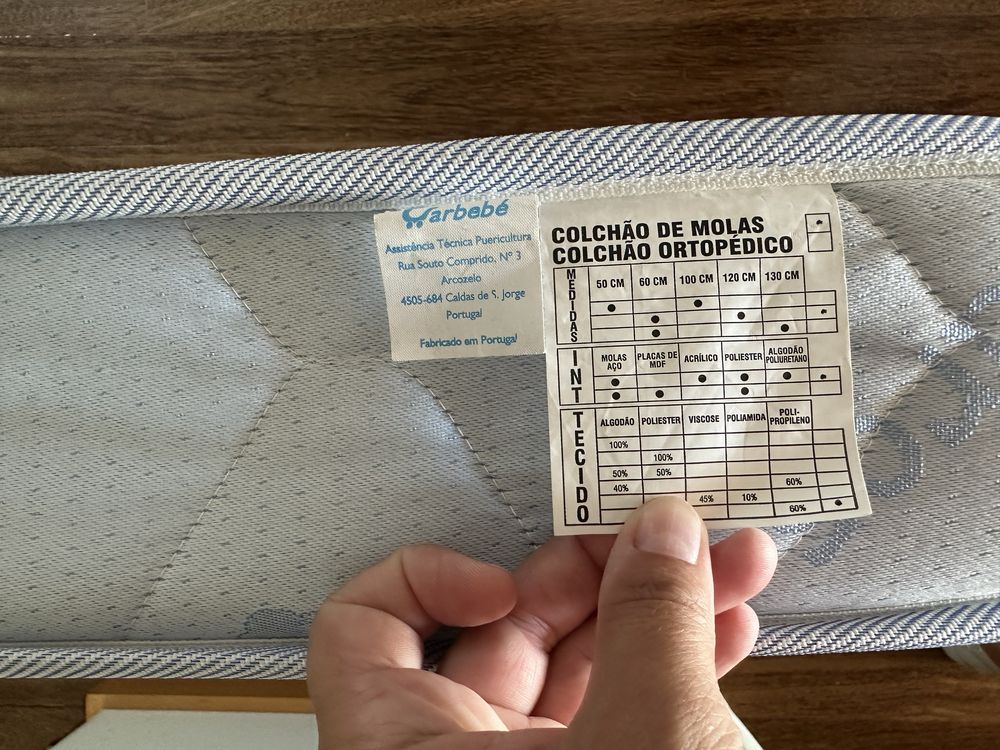 arbebé
Assistência Técnica Puericultura
Rua Souto Comprido, Nº 3
Arcozelo
4505-684 Caldas de S. Jorge
Portugal
Fabricado em Portugal
COLCHÃO DE MOLAS
COLCHÃO ORTOPÉDICO
MEDIDAS
50 CM 60 CM 100 CM 120 CM 130 CM
INT
MOLAS AÇO PLACAS DE MDF ACRÍLICO POLIESTER ALGODÃO POLIURETANO
TECIDO
ALGODÃO POLIESTER VISCOSE POLIAMIDA POLI-PROPILENO
100%
100%
50% 50%
40% 60%
45% 10%
60%